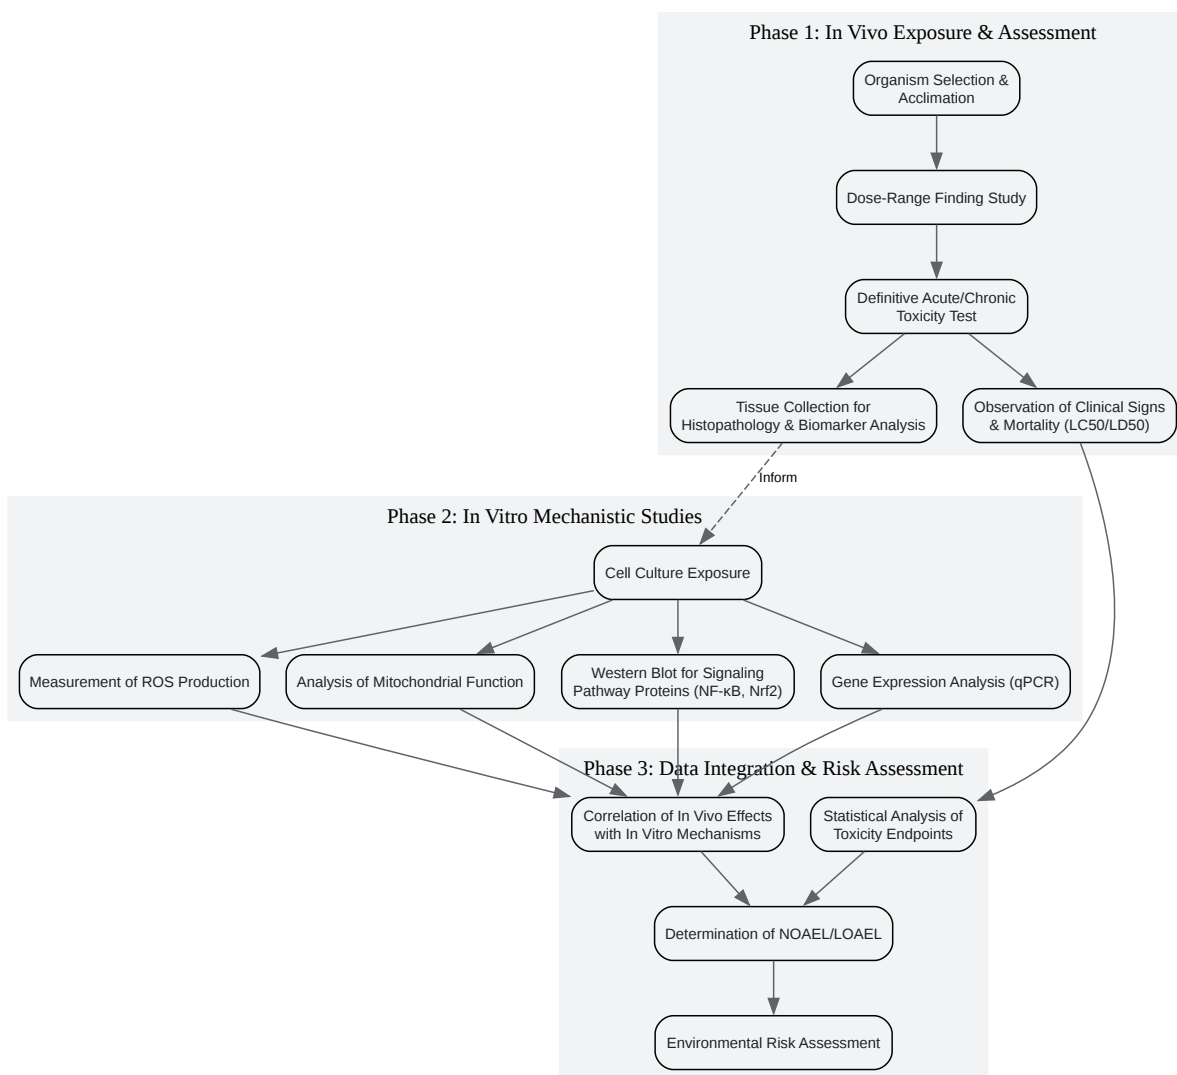 Phase 1: In Vivo Exposure & Assessment
Organism Selection &
Acclimation
Dose-Range Finding Study
Definitive Acute/Chronic
Toxicity Test
Tissue Collection for
Histopathology & Biomarker Analysis
Observation of Clinical Signs
& Mortality (LC50/LD50)
Inform
Phase 2: In Vitro Mechanistic Studies
Cell Culture Exposure
Measurement of ROS Production
Analysis of Mitochondrial Function
Western Blot for Signaling
Pathway Proteins (NF-κB, Nrf2)
Gene Expression Analysis (qPCR)
Phase 3: Data Integration & Risk Assessment
Correlation of In Vivo Effects
with In Vitro Mechanisms
Statistical Analysis of
Toxicity Endpoints
Determination of NOAEL/LOAEL
Environmental Risk Assessment